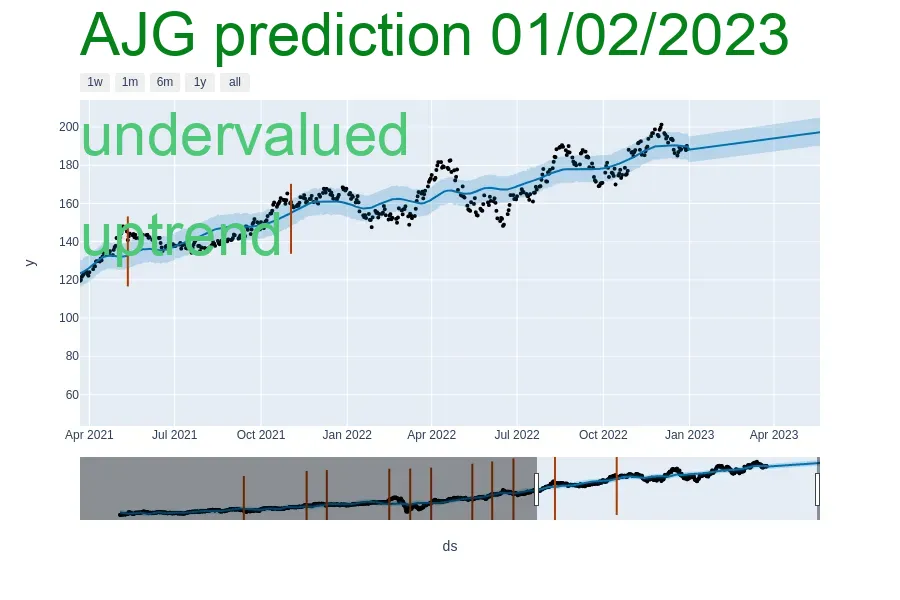 AJG prediction 01/02/2023
1w 1m 6m 1y all
undervalued
uptrend
200
180
160
140
120
100
80
60
y
Apr 2021 Jul 2021 Oct 2021 Jan 2022 Apr 2022 Jul 2022 Oct 2022 Jan 2023 Apr 2023
ds